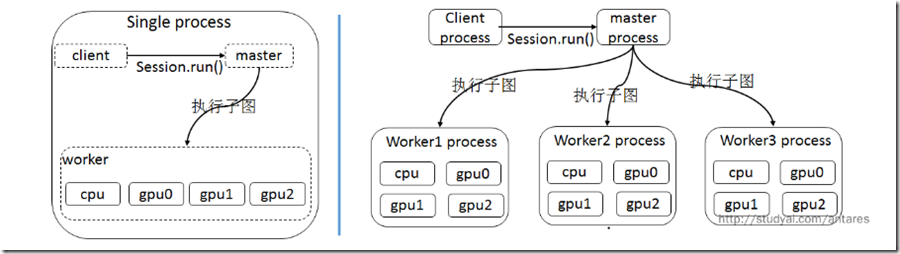 Single process
client
Session.run()
master
执行子图
worker
cpu
gpu0
gpu1
gpu2
Client
process
Session.run()
master
process
执行子图
执行子图
执行子图
Worker1 process
cpu
gpu0
gpu1
gpu2
Worker2 process
cpu
gpu0
gpu1
gpu2
Worker3 process
cpu
gpu0
gpu1
gpu2
http://studyai.com/antares